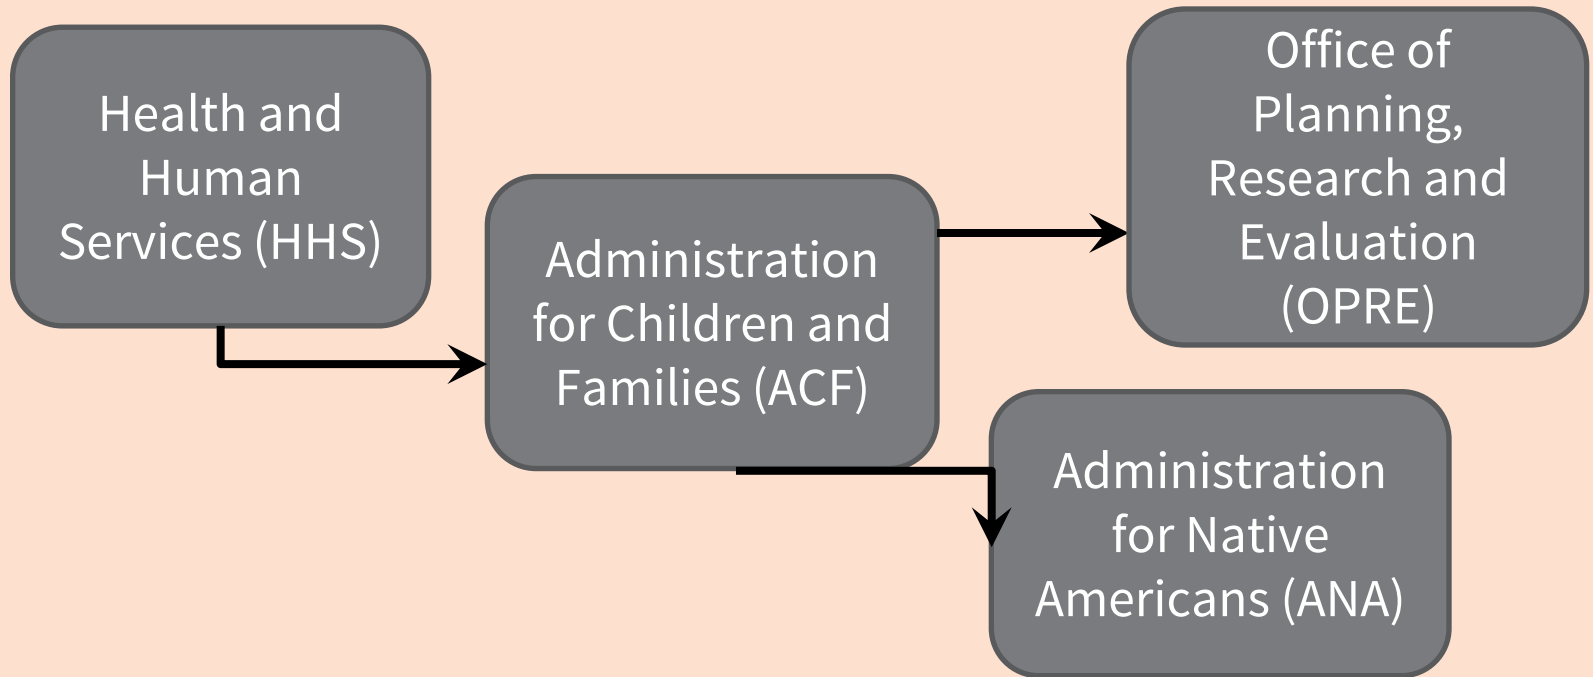 Health and
Human
Services (HHS)
Administration
for Children and
Families (ACF)
Office of
Planning,
Research and
Evaluation
(OPRE)
Administration
for Native
Americans (ANA)